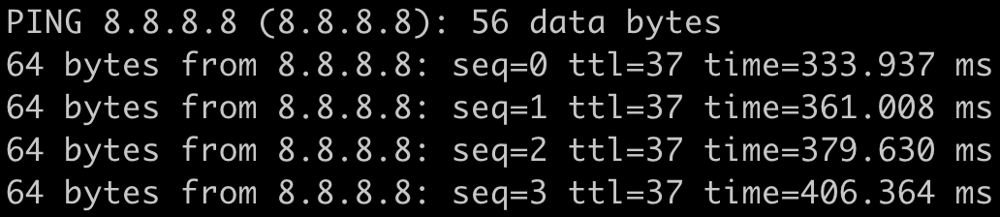 PING 8.8.8.8 (8.8.8.8): 56 data bytes
64 bytes from 8.8.8.8: seq=0 ttl=37 time=333.937 ms
64 bytes from 8.8.8.8: seq=1 ttl=37 time=361.008 ms
64 bytes from 8.8.8.8: seq=2 ttl=37 time=379.630 ms
64 bytes from 8.8.8.8: seq=3 ttl=37 time=406.364 ms